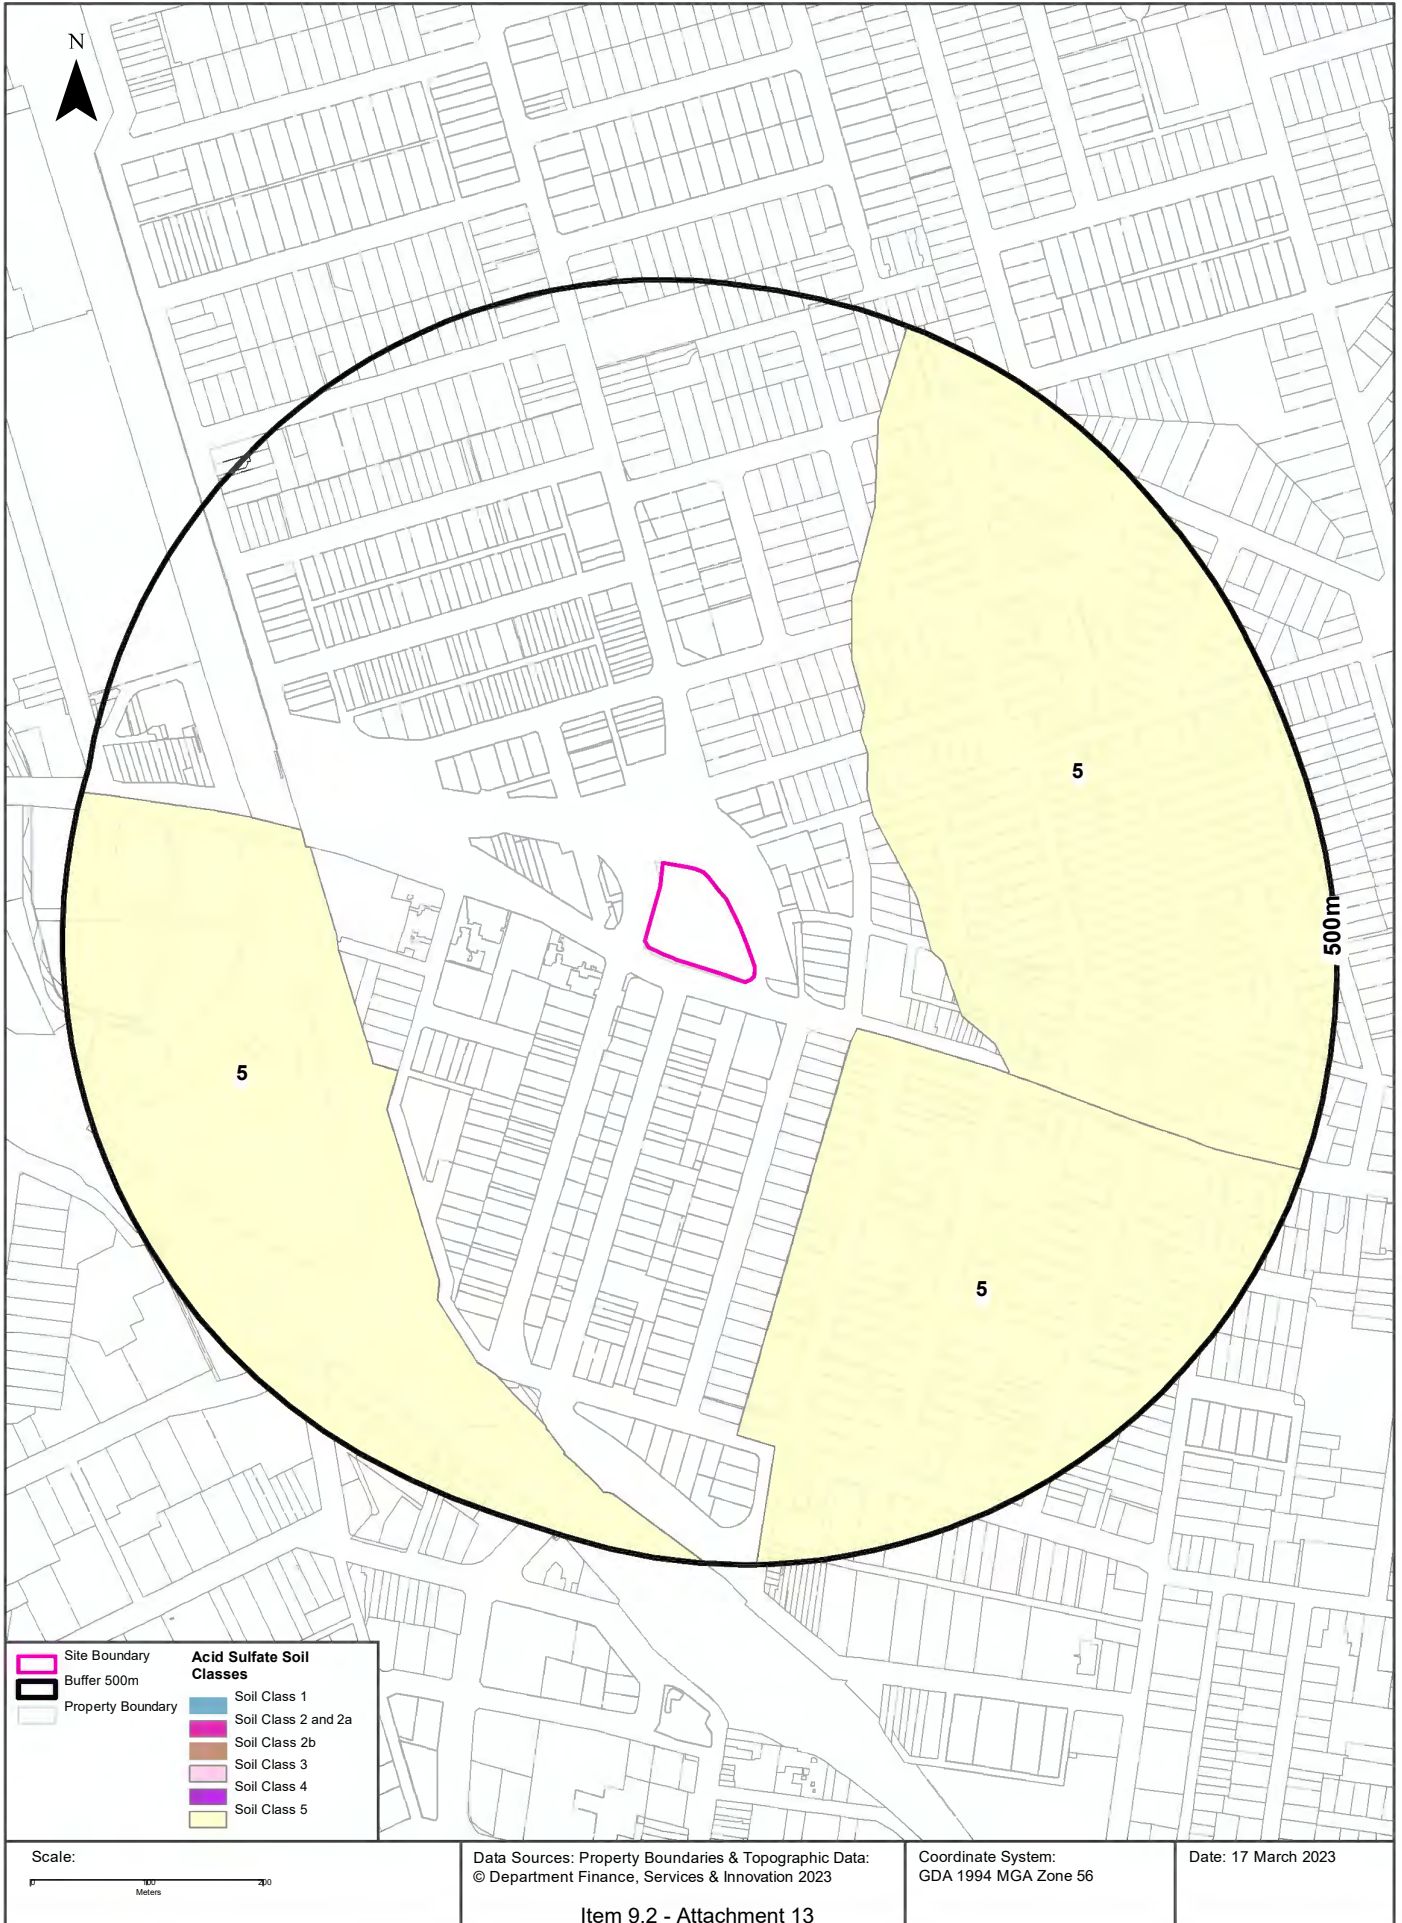 N
5
500m
5
5
Site Boundary
Buffer 500m
Property Boundary
Acid Sulfate Soil
Classes
Soil Class 1
Soil Class 2 and 2a
Soil Class 2b
Soil Class 3
Soil Class 4
Soil Class 5
Scale:
0 100 200
Meters
Data Sources: Property Boundaries & Topographic Data:
© Department Finance, Services & Innovation 2023
Coordinate System:
GDA 1994 MGA Zone 56
Date: 17 March 2023
Item 9.2 - Attachment 13